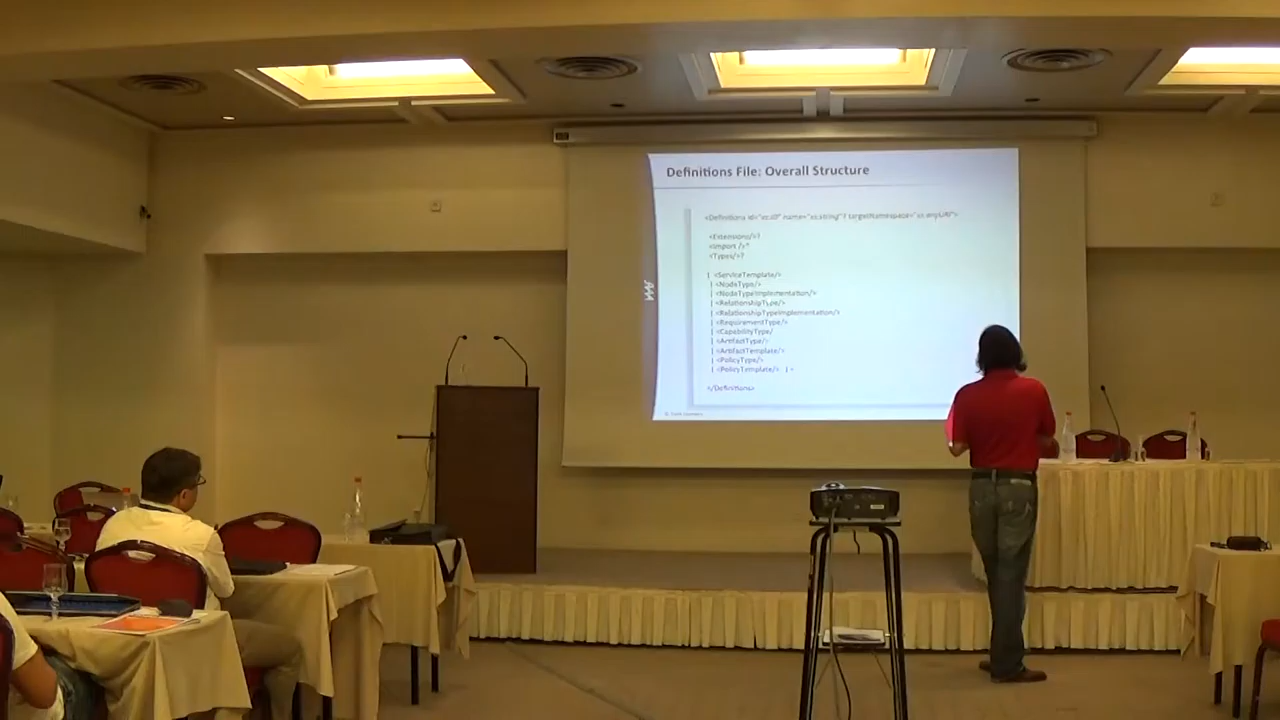 Definitions File: Overall Structure
<Definitions id="xs:ID" name="xs:string"? targetNamespace="xs:anyURI">
<Extensions/>?
<Import />*
<Types/>?
| <ServiceTemplate/>
| <NodeType/>
| <NodeTypeImplementation/>
| <RelationshipType/>
| <RelationshipTypeImplementation/>
| <RequirementType/>
| <CapabilityType/
| <ArtifactType/>
| <ArtifactTemplate/>
| <PolicyType/>
| <PolicyTemplate/> | +
</Definitions>